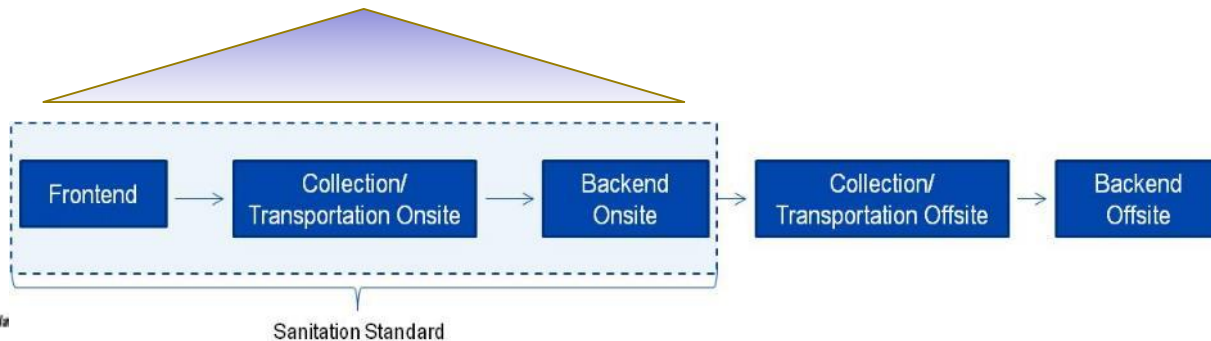 Frontend
Collection/
Transportation Onsite
Backend
Onsite
Collection/
Transportation Offsite
Backend
Offsite
Sanitation Standard